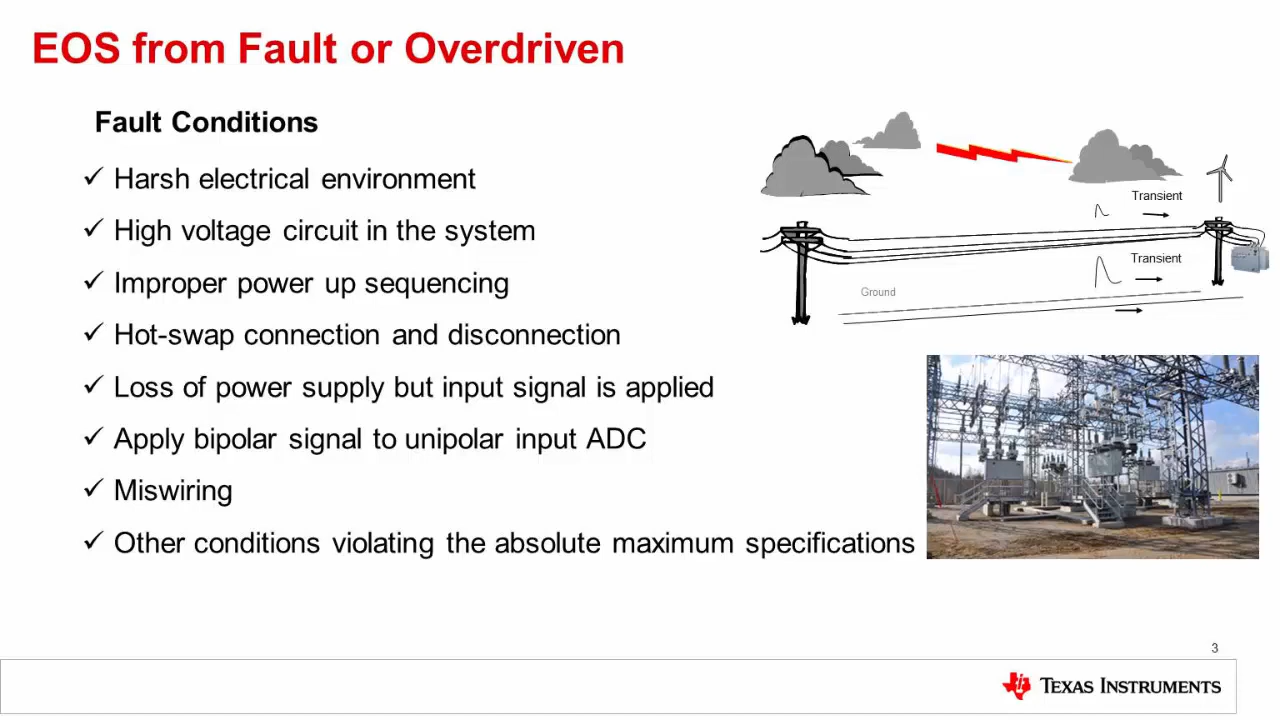 EOS from Fault or Overdriven
Fault Conditions
✓ Harsh electrical environment
✓ High voltage circuit in the system
✓ Improper power up sequencing
✓ Hot-swap connection and disconnection
✓ Loss of power supply but input signal is applied
✓ Apply bipolar signal to unipolar input ADC
✓ Miswiring
✓ Other conditions violating the absolute maximum specifications
Transient
Transient
Ground
3
TEXAS INSTRUMENTS